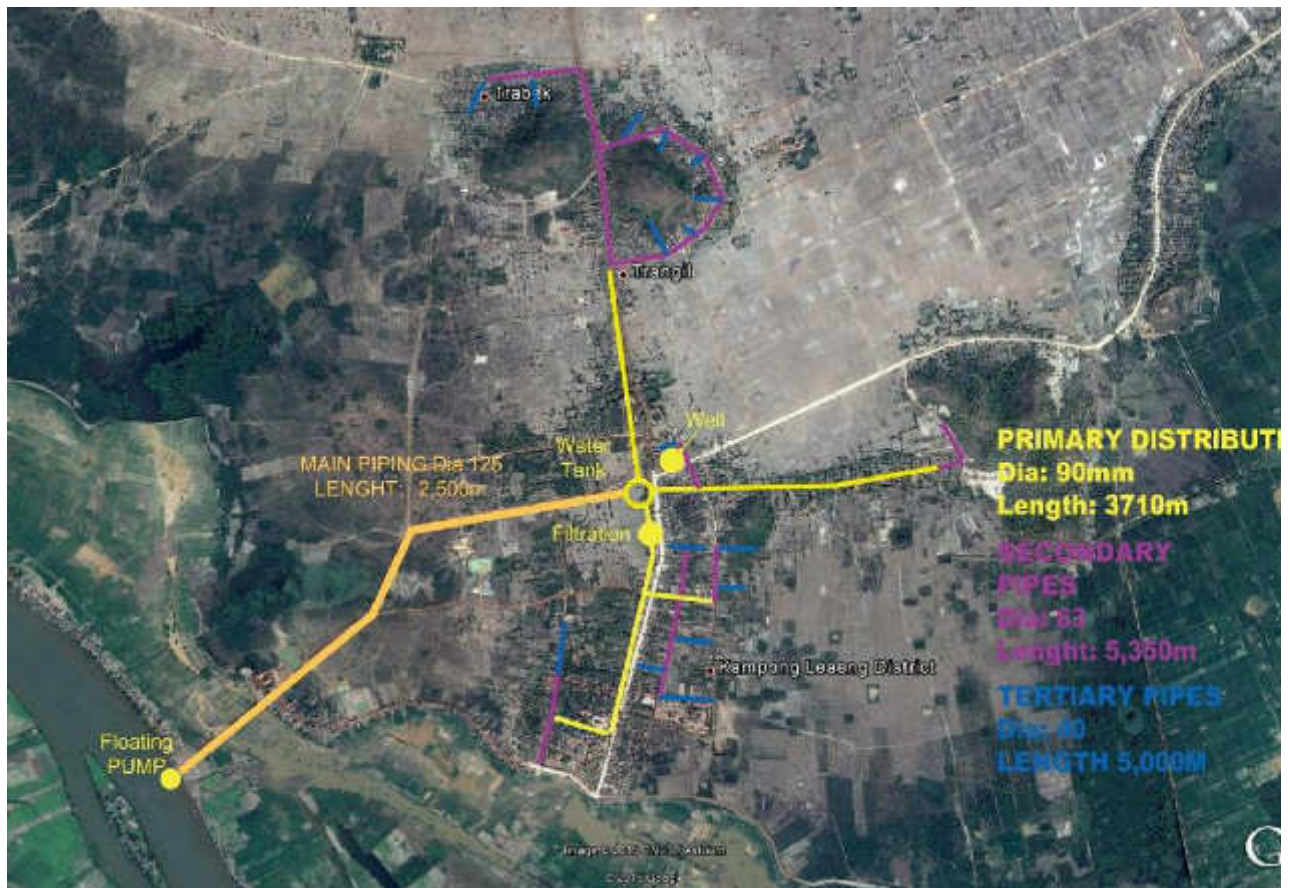 Trabak
Trangil
Well
Water
Tank
MAIN PIPING Dia 125
LENGHT : 2,500m
Filtration
PRIMARY DISTRIBUTI
Dia: 90mm
Length: 3710m
SECONDARY
PIPES
Dia: 63
Lenght: 5,350m
Kampong Leaeng District
TERTIARY PIPES
Dia: 40
LENGTH 5,000M
Floating
PUMP
G